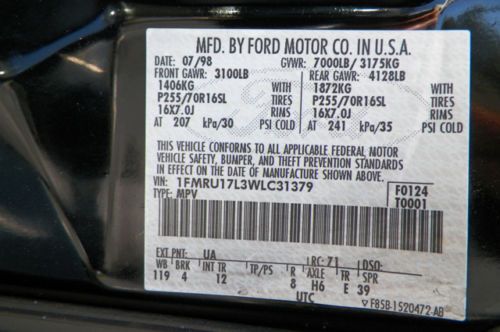 MFD. BY FORD MOTOR CO. IN U.S.A.
DATE: 07/98 GVWR: 7000LB/ 3175KG
FRONT GAWR: 3100LB REAR GAWR: 4128LB
1406KG WITH 1872KG WITH
P255/70R16SL TIRES P255/70R16SL TIRES
16X7.0J RIMS 16X7.0J RIMS
AT 207 kPa/30 PSI COLD AT 241 kPa/35 PSI COLD
THIS VEHICLE CONFORMS TO ALL APPLICABLE FEDERAL MOTOR
VEHICLE SAFETY, BUMPER, AND THEFT PREVENTION STANDARDS
IN EFFECT ON THE DATE OF MANUFACTURE SHOWN ABOVE.
VIN: 1FMRU17L3WLC31379 F0124
TYPE: MPV T0001
EXT PNT: UA RC: 71 DSO:
WB BRK INT TR TP/PS R AXLE TR SPR
119 4 12 8 H6 E 39
UTC F85B-1520472-AB